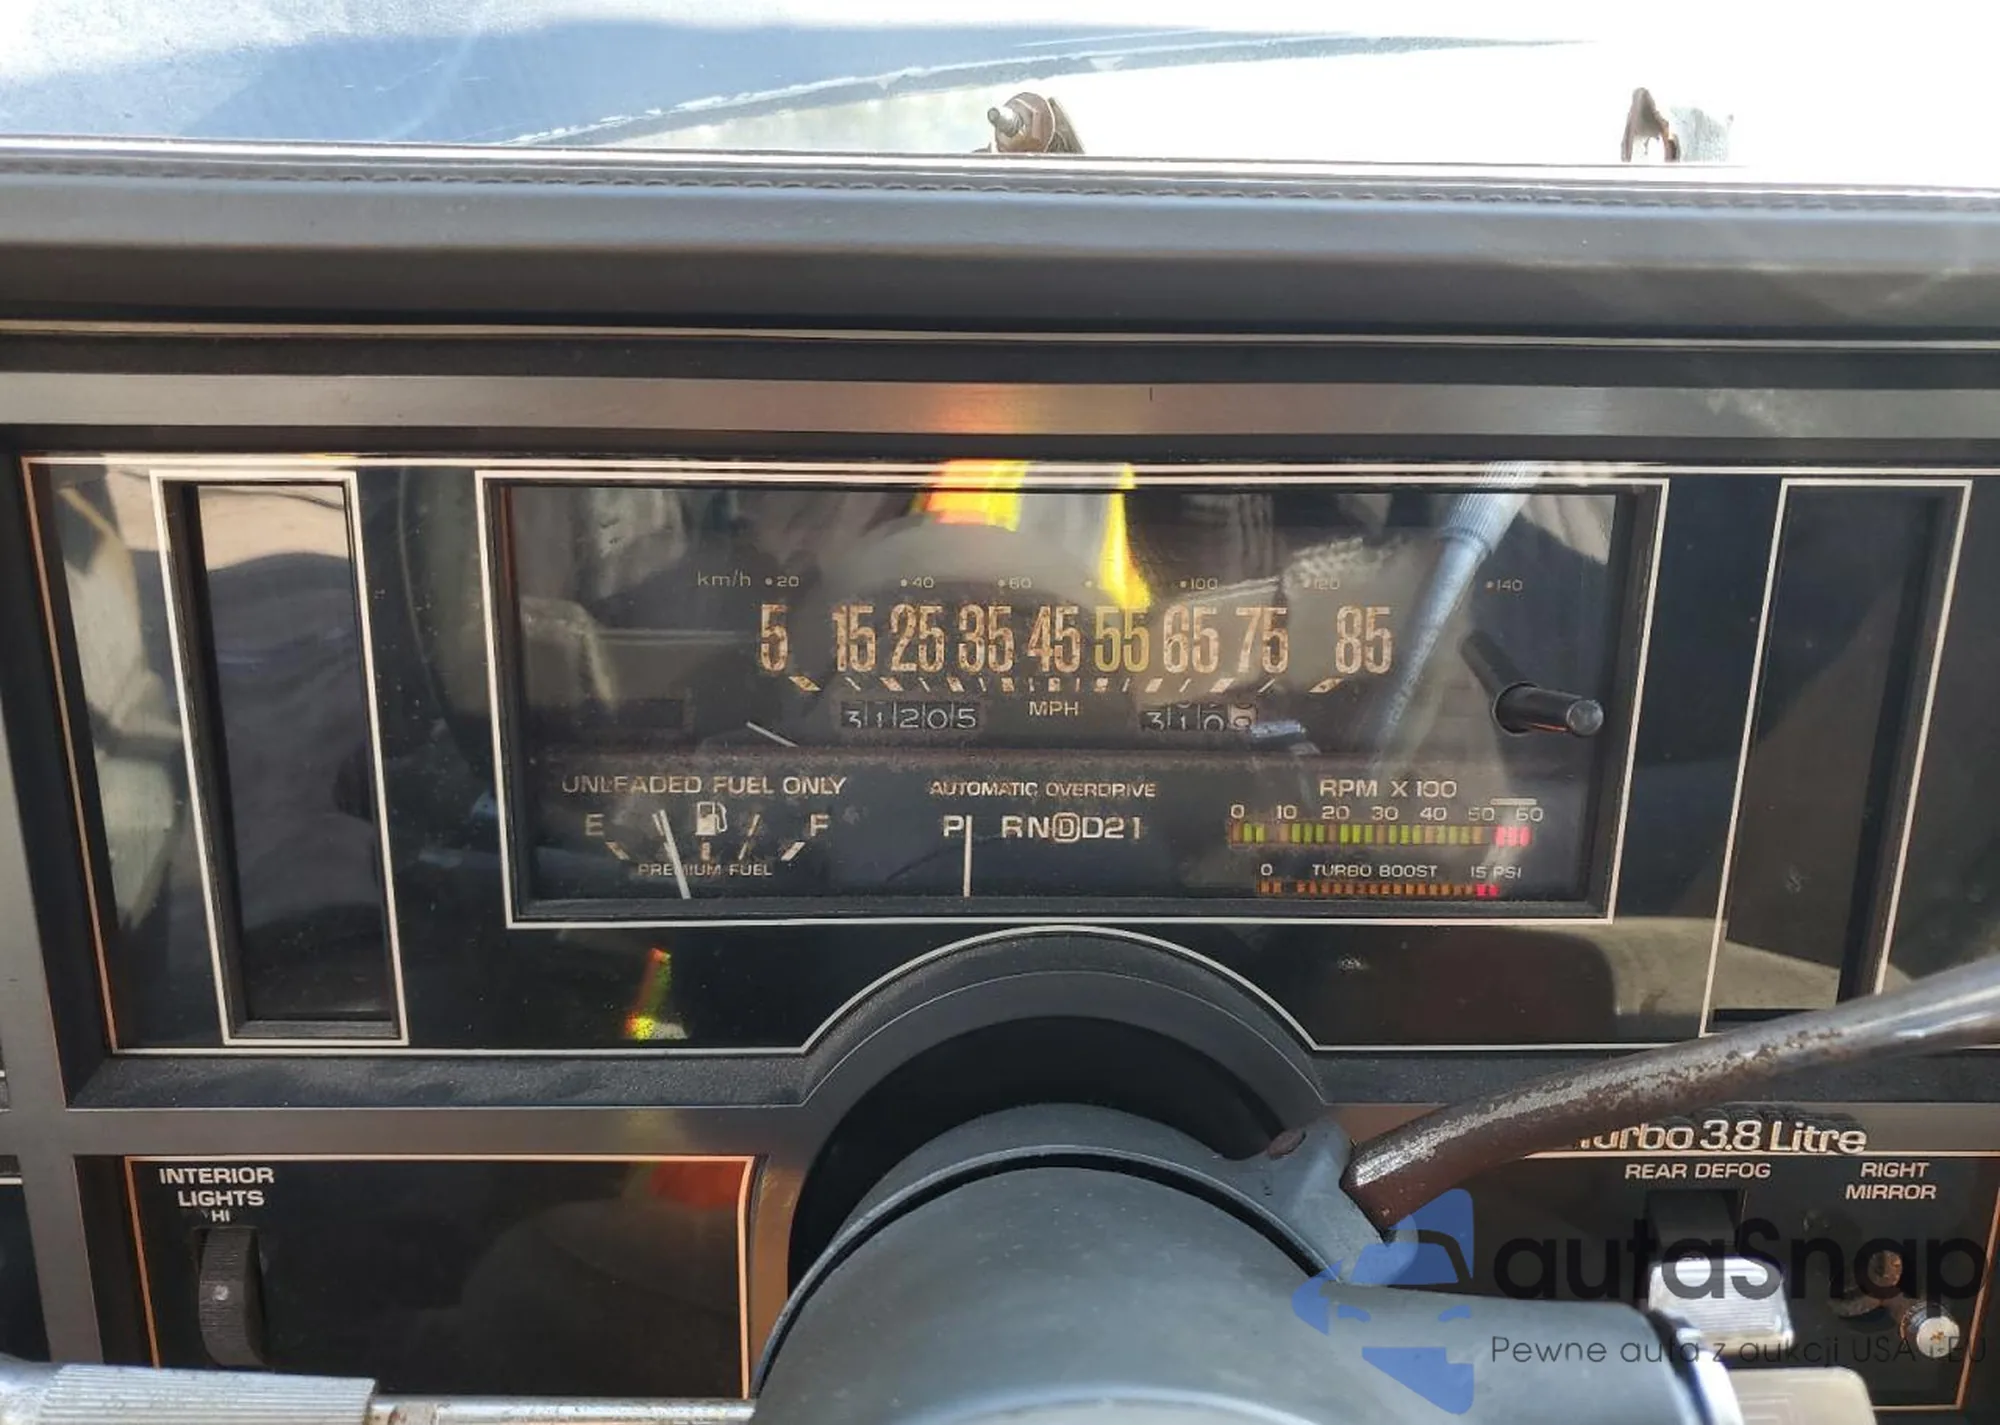 km/h 20 40 60 100 120 140
5 15 25 35 45 55 65 75 85
31205 MPH 310
UNLEADED FUEL ONLY
E F
PREMIUM FUEL
AUTOMATIC OVERDRIVE
P R N D D 2 1
RPM X 100
0 10 20 30 40 50 60
0 TURBO BOOST 15 PSI
Turbo 3.8 Litre
INTERIOR
LIGHTS
HI
REAR DEFOG
RIGHT
MIRROR
autaSnap
Pewne auta z aukcji USA i EU